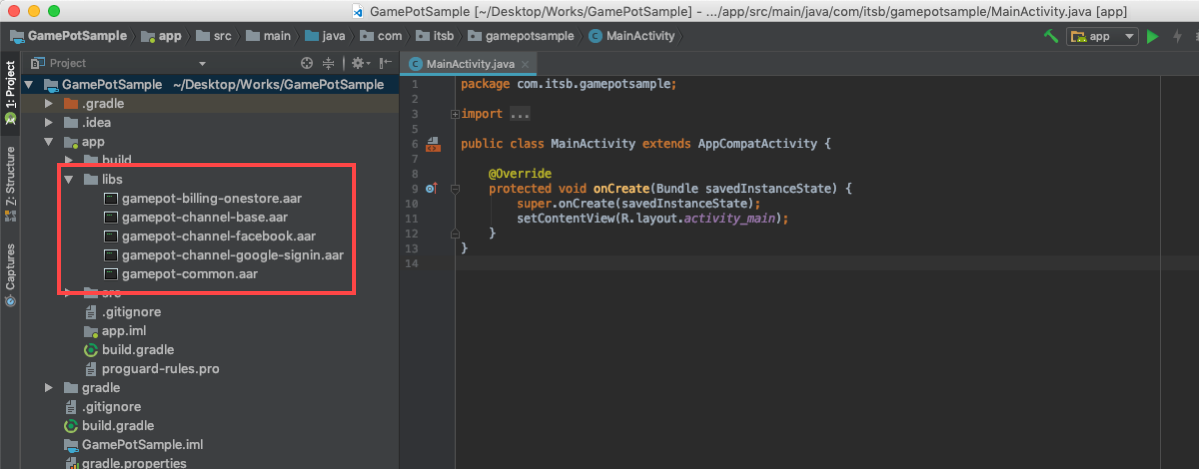 GamePotSample [~/Desktop/Works/GamePotSample] - .../app/src/main/java/com/itsb/gamepotsample/MainActivity.java [app]
GamePotSample app src main java com itsb gamepotsample MainActivity app
1: Project
Z: Structure
Captures
Project
GamePotSample ~/Desktop/Works/GamePotSample
.gradle
.idea
app
build
libs
gamepot-billing-onestore.aar
gamepot-channel-base.aar
gamepot-channel-facebook.aar
gamepot-channel-google-signin.aar
gamepot-common.aar
src
.gitignore
app.iml
build.gradle
proguard-rules.pro
gradle
.gitignore
build.gradle
GamePotSample.iml
gradle.properties
MainActivity.java
1 package com.itsb.gamepotsample;
2
3 import ...
5
6 public class MainActivity extends AppCompatActivity {
7
8 @Override
9 protected void onCreate(Bundle savedInstanceState) {
10 super.onCreate(savedInstanceState);
11 setContentView(R.layout.activity_main);
12 }
13 }
14